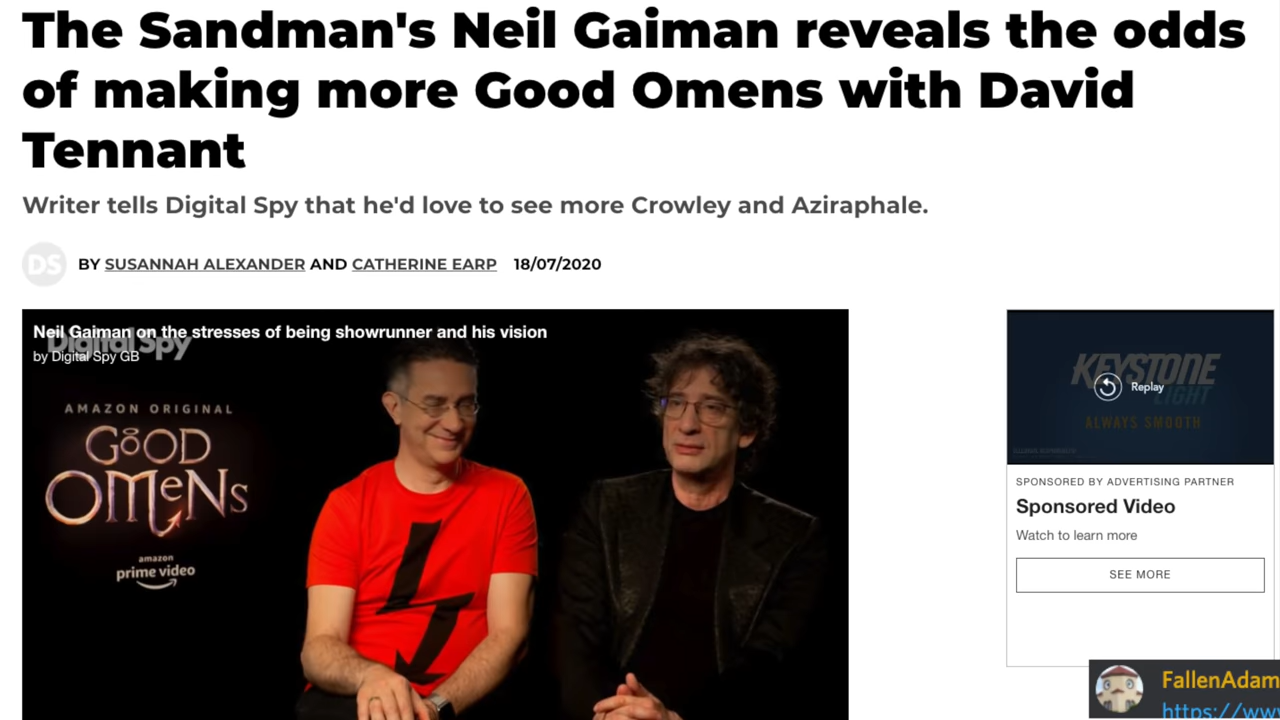 The Sandman's Neil Gaiman reveals the odds
of making more Good Omens with David
Tennant
Writer tells Digital Spy that he'd love to see more Crowley and Aziraphale.
DS
BY SUSANNAH ALEXANDER AND CATHERINE EARP 18/07/2020
Neil Gaiman on the stresses of being showrunner and his vision
Digital Spy
by Digital Spy GB
AMAZON ORIGINAL
GOOD
OMENS
amazon
prime video
KEYSTONE
LIGHT
Replay
ALWAYS SMOOTH
SPONSORED BY ADVERTISING PARTNER
Sponsored Video
Watch to learn more
SEE MORE
FallenAdam
https://www